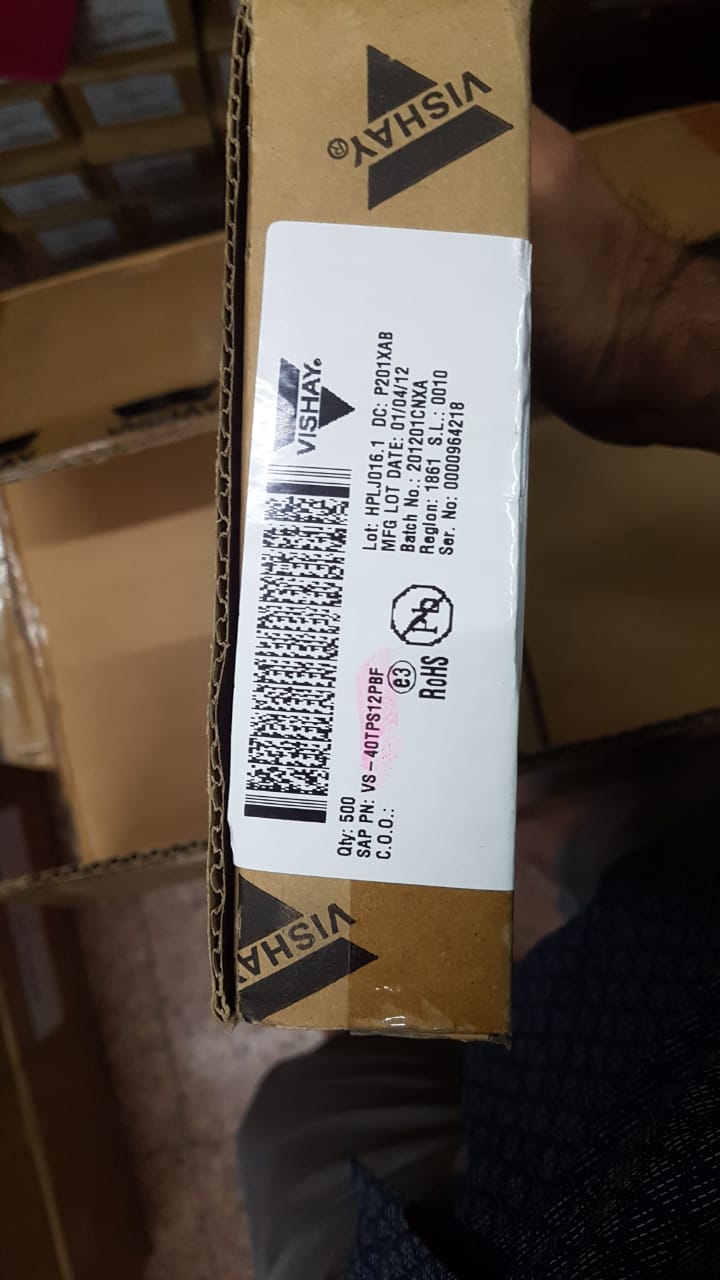 VISHAY®
VISHAY®
Lot: HPLJ016.1 DC: P201XAB
MFG LOT DATE: 01/04/12
Batch No.: 201201CNXA
Region: 1861 S.L.: 0010
Ser. No: 0000964218
Qty: 500
SAP PN: VS-40TPS12PBF
C.O.O.:
e3
RoHS
Pb
VISHAY